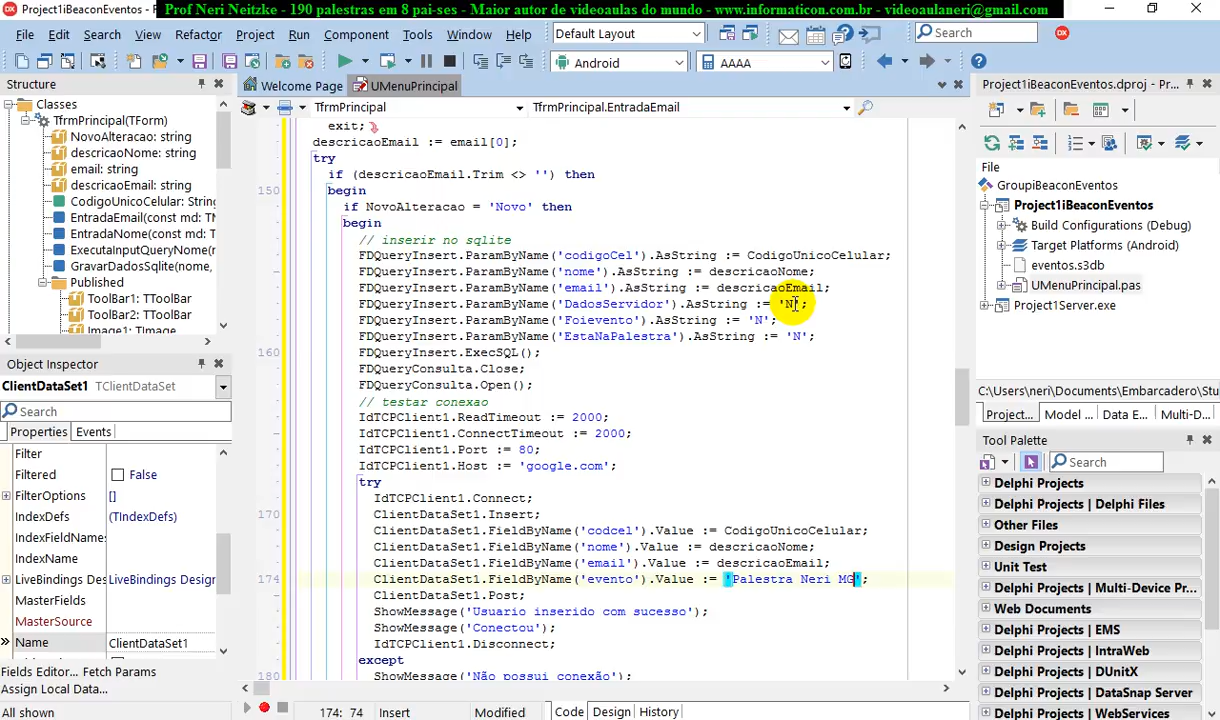 Project1iBeaconEventos
Prof Neri Neitzke - 190 palestras em 8 pai-ses - Maior autor de videoaulas do mundo - www.informaticon.com.br - videoaulaneri@gmail.com
File Edit Search View Refactor Project Run Component Tools Window Help
Default Layout
Search
Android
AAAA
Structure
Welcome Page
UMenuPrincipal
Project1iBeaconEventos.dproj - Pr...
TfrmPrincipal
TfrmPrincipal.EntradaEmail
Classes
TfrmPrincipal(TForm)
NovoAlteracao: string
descricaoNome: string
email: string
descricaoEmail: string
CodigoUnicoCelular: String
EntradaEmail(const md: TM
EntradaNome(const md: TM
ExecutaInputQueryNome(r
GravarDadosSqlite(nome,
Published
ToolBar1: TToolBar
ToolBar2: TToolBar
Image1: TImage
Object Inspector
ClientDataSet1 TClientDataSet
Search
Properties Events
Filter
Filtered False
FilterOptions []
IndexDefs (TIndexDefs)
IndexFieldName:
IndexName
LiveBindings Des LiveBindings Design
MasterFields
MasterSource
Name ClientDataSet1
Fields Editor... Fetch Params
Assign Local Data...
All shown
exit;
descricaoEmail := email[0];
try
if (descricaoEmail.Trim <> '') then
150 begin
if NovoAlteracao = 'Novo' then
begin
// inserir no sqlite
FDQueryInsert.ParamByName('codigoCel').AsString := CodigoUnicoCelular;
FDQueryInsert.ParamByName('nome').AsString := descricaoNome;
FDQueryInsert.ParamByName('email').AsString := descricaoEmail;
FDQueryInsert.ParamByName('DadosServidor').AsString := 'N';
FDQueryInsert.ParamByName('Foievento').AsString := 'N';
FDQueryInsert.ParamByName('EstaNaPalestra').AsString := 'N';
160 FDQueryInsert.ExecSQL();
FDQueryConsulta.Close;
FDQueryConsulta.Open();
// testar conexao
IdTCPClient1.ReadTimeout := 2000;
IdTCPClient1.ConnectTimeout := 2000;
IdTCPClient1.Port := 80;
IdTCPClient1.Host := 'google.com';
try
IdTCPClient1.Connect;
170 ClientDataSet1.Insert;
ClientDataSet1.FieldByName('codcel').Value := CodigoUnicoCelular;
ClientDataSet1.FieldByName('nome').Value := descricaoNome;
ClientDataSet1.FieldByName('email').Value := descricaoEmail;
174 ClientDataSet1.FieldByName('evento').Value := 'Palestra Neri MG';
ClientDataSet1.Post;
ShowMessage('Usuario inserido com sucesso');
ShowMessage('Conectou');
IdTCPClient1.Disconnect;
except
180 ShowMessage('Não possui conexão');
174: 74 Insert Modified Code Design History
File
GroupiBeaconEventos
Project1iBeaconEventos
Build Configurations (Debug)
Target Platforms (Android)
eventos.s3db
UMenuPrincipal.pas
Project1Server.exe
C:\Users\neri\Documents\Embarcadero\Stu
Project... Model ... Data E... Multi-D...
Tool Palette
Search
Delphi Projects
Delphi Projects | Delphi Files
Other Files
Design Projects
Unit Test
Delphi Projects | Multi-Device Pr...
Web Documents
Delphi Projects | EMS
Delphi Projects | IntraWeb
Delphi Projects | DUnitX
Delphi Projects | DataSnap Server
Delphi Projects | WebServices